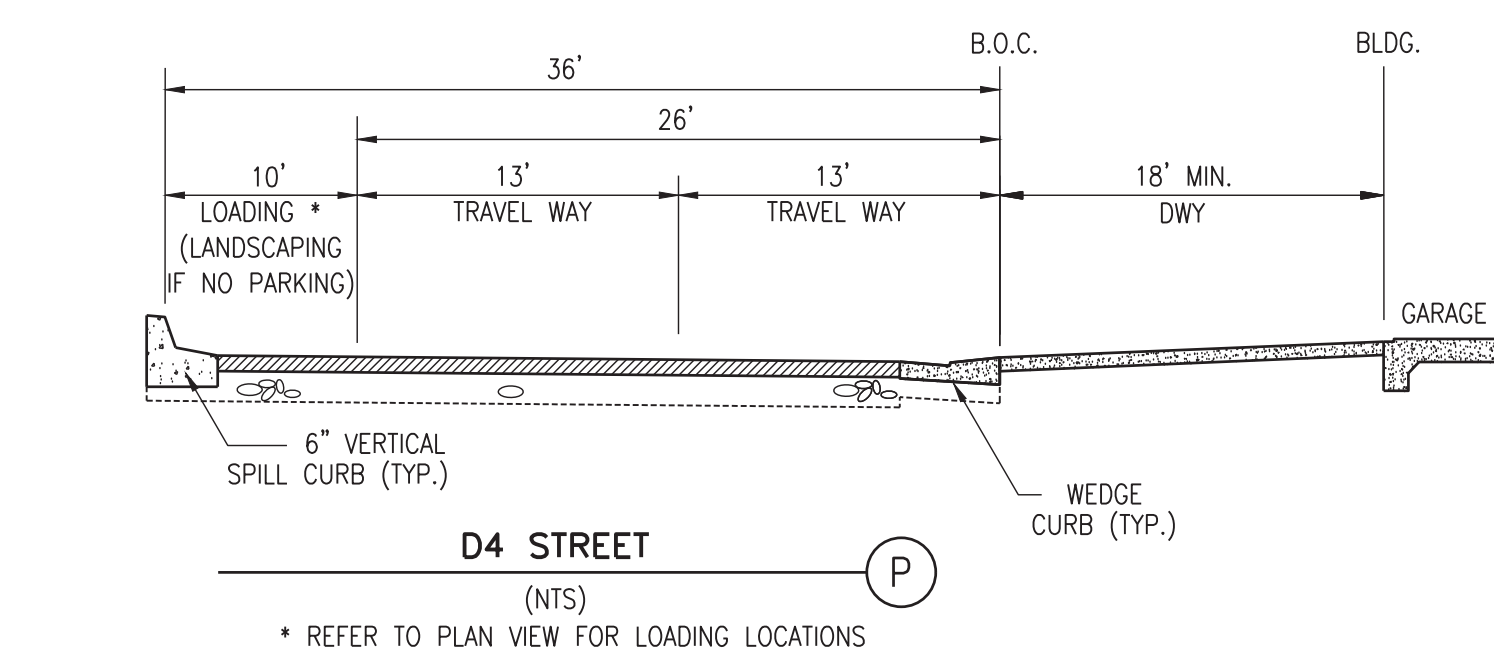 B.O.C.
BLDG.
36'
26'
10'
13'
13'
18' MIN.
LOADING *
(LANDSCAPING
IF NO PARKING)
TRAVEL WAY
TRAVEL WAY
DWY
GARAGE
6" VERTICAL
SPILL CURB (TYP.)
WEDGE
CURB (TYP.)
D4 STREET
P
(NTS)
* REFER TO PLAN VIEW FOR LOADING LOCATIONS